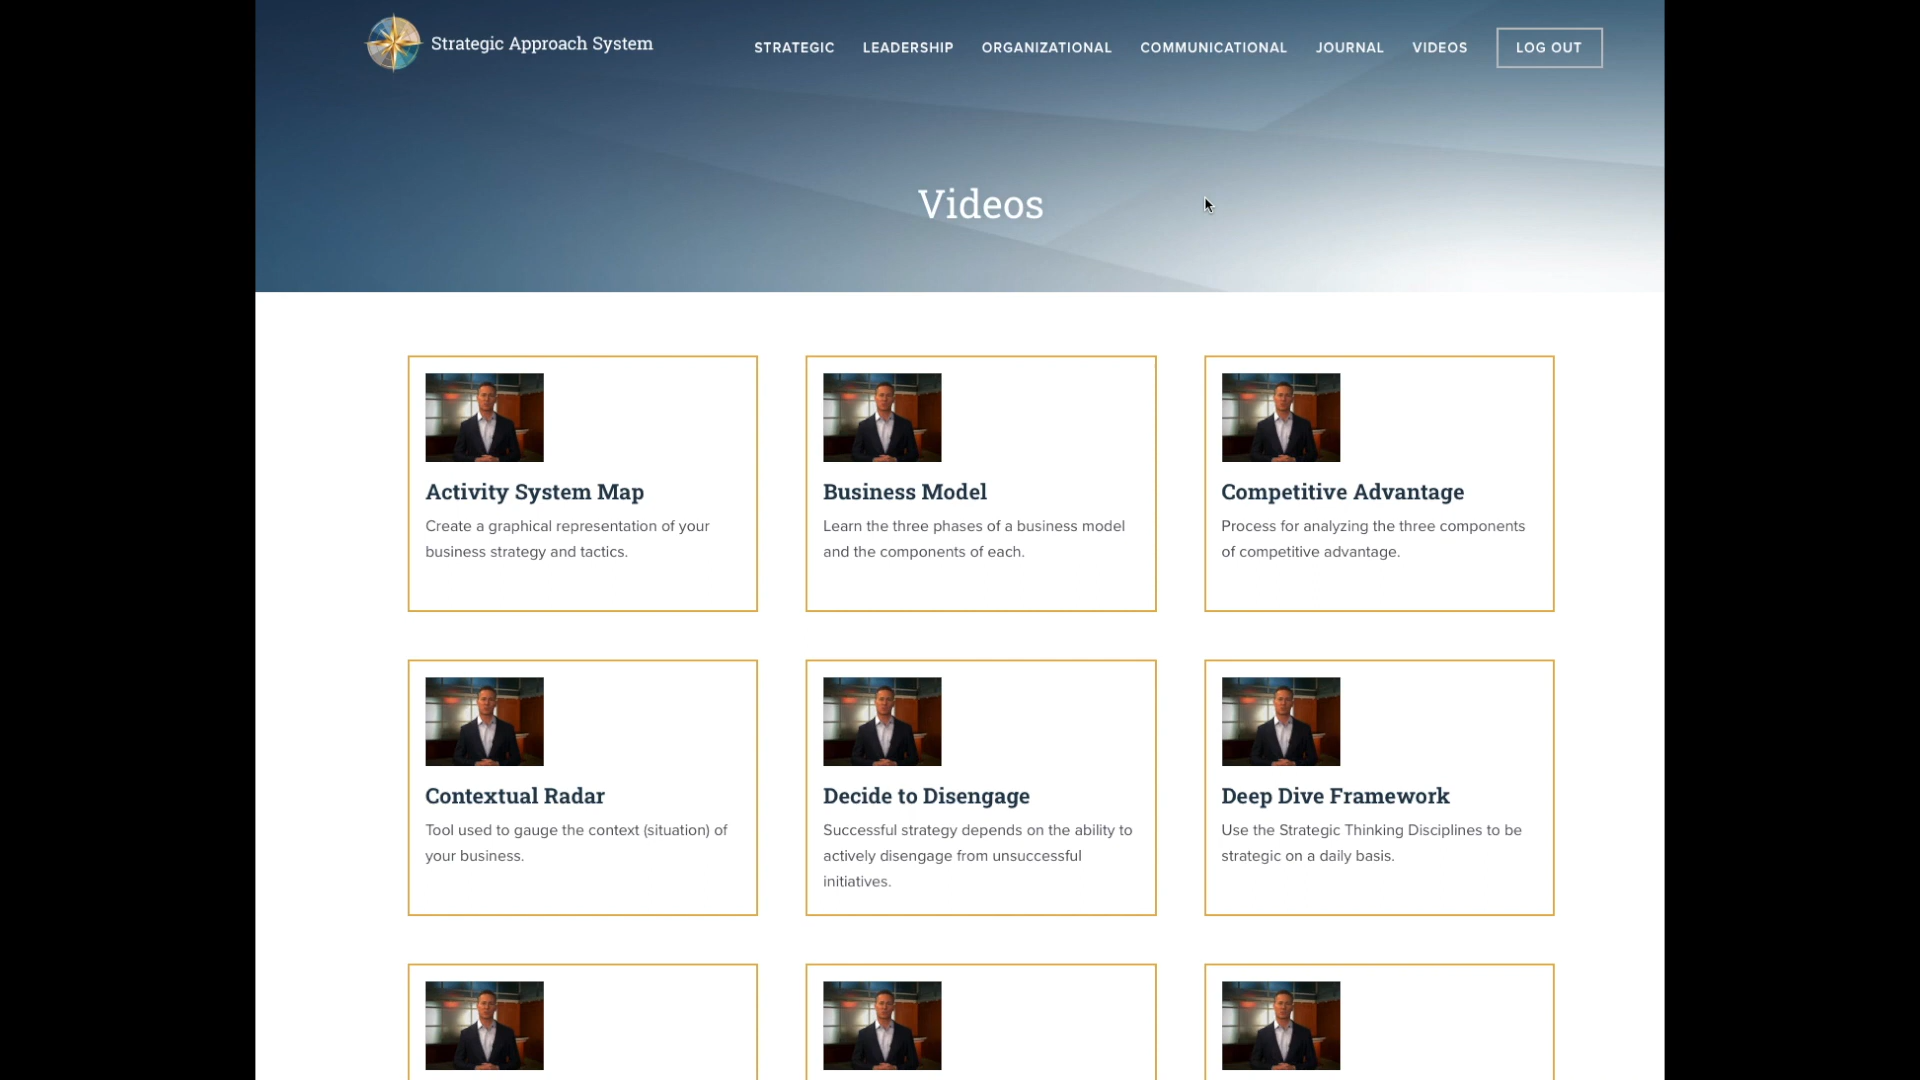 Strategic Approach System
STRATEGIC
LEADERSHIP
ORGANIZATIONAL
COMMUNICATIONAL
JOURNAL
VIDEOS
LOG OUT
Videos
Activity System Map
Create a graphical representation of your
business strategy and tactics.
Business Model
Learn the three phases of a business model
and the components of each.
Competitive Advantage
Process for analyzing the three components
of competitive advantage.
Contextual Radar
Tool used to gauge the context (situation) of
your business.
Decide to Disengage
Successful strategy depends on the ability to
actively disengage from unsuccessful
initiatives.
Deep Dive Framework
Use the Strategic Thinking Disciplines to be
strategic on a daily basis.